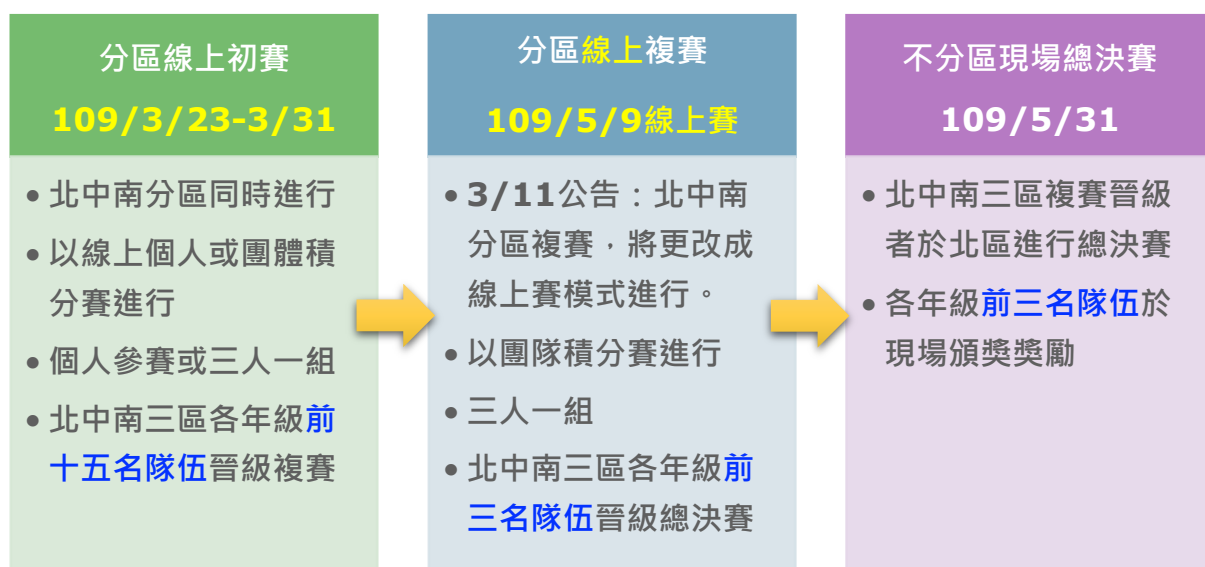 分區線上初賽
109/3/23-3/31
• 北中南分區同時進行
• 以線上個人或團體積
分賽進行
• 個人參賽或三人一組
• 北中南三區各年級前
十五名隊伍晉級複賽
分區線上複賽
109/5/9線上賽
• 3/11公告：北中南
分區複賽，將更改成
線上賽模式進行。
• 以團隊積分賽進行
• 三人一組
• 北中南三區各年級前
三名隊伍晉級總決賽
不分區現場總決賽
109/5/31
• 北中南三區複賽晉級
者於北區進行總決賽
• 各年級前三名隊伍於
現場頒獎獎勵